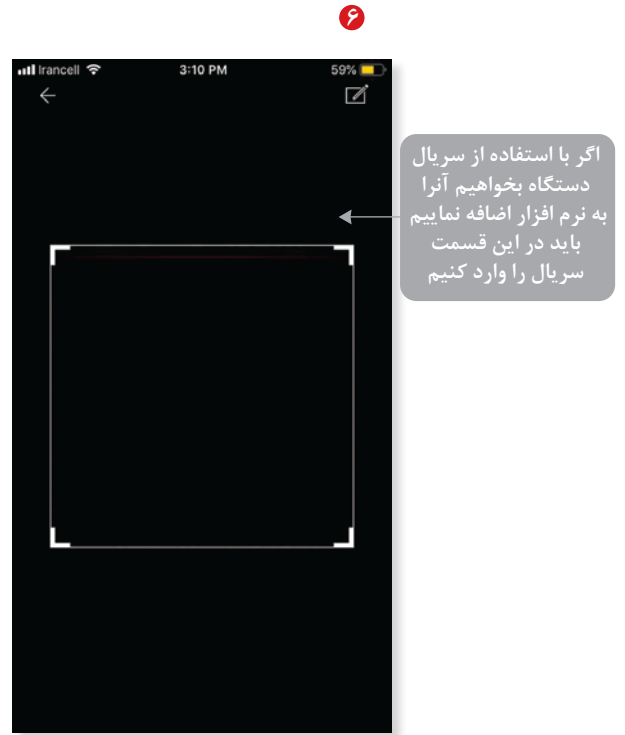 ۶
Irancell 3:10 PM 59%
اگر با استفاده از سریال
دستگاه بخواهیم آنرا
به نرم افزار اضافه نماییم
باید در این قسمت
سریال را وارد کنیم